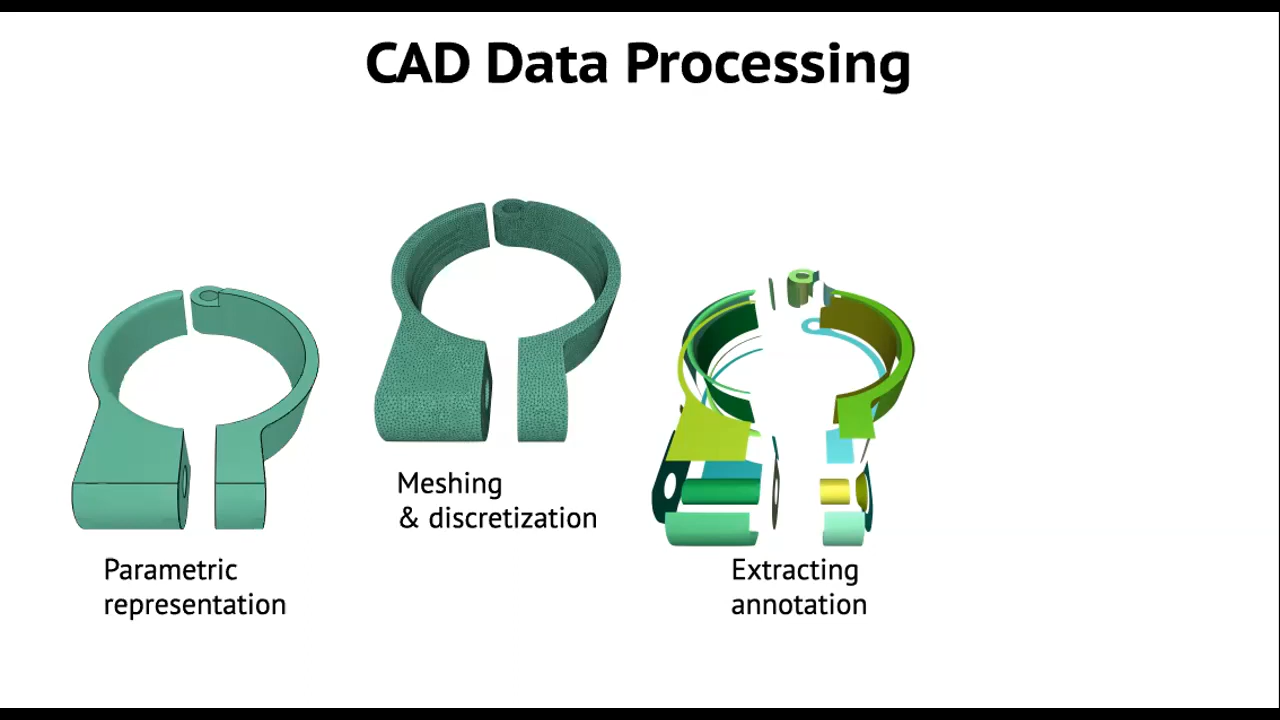 CAD Data Processing
Meshing
& discretization
Parametric
representation
Extracting
annotation